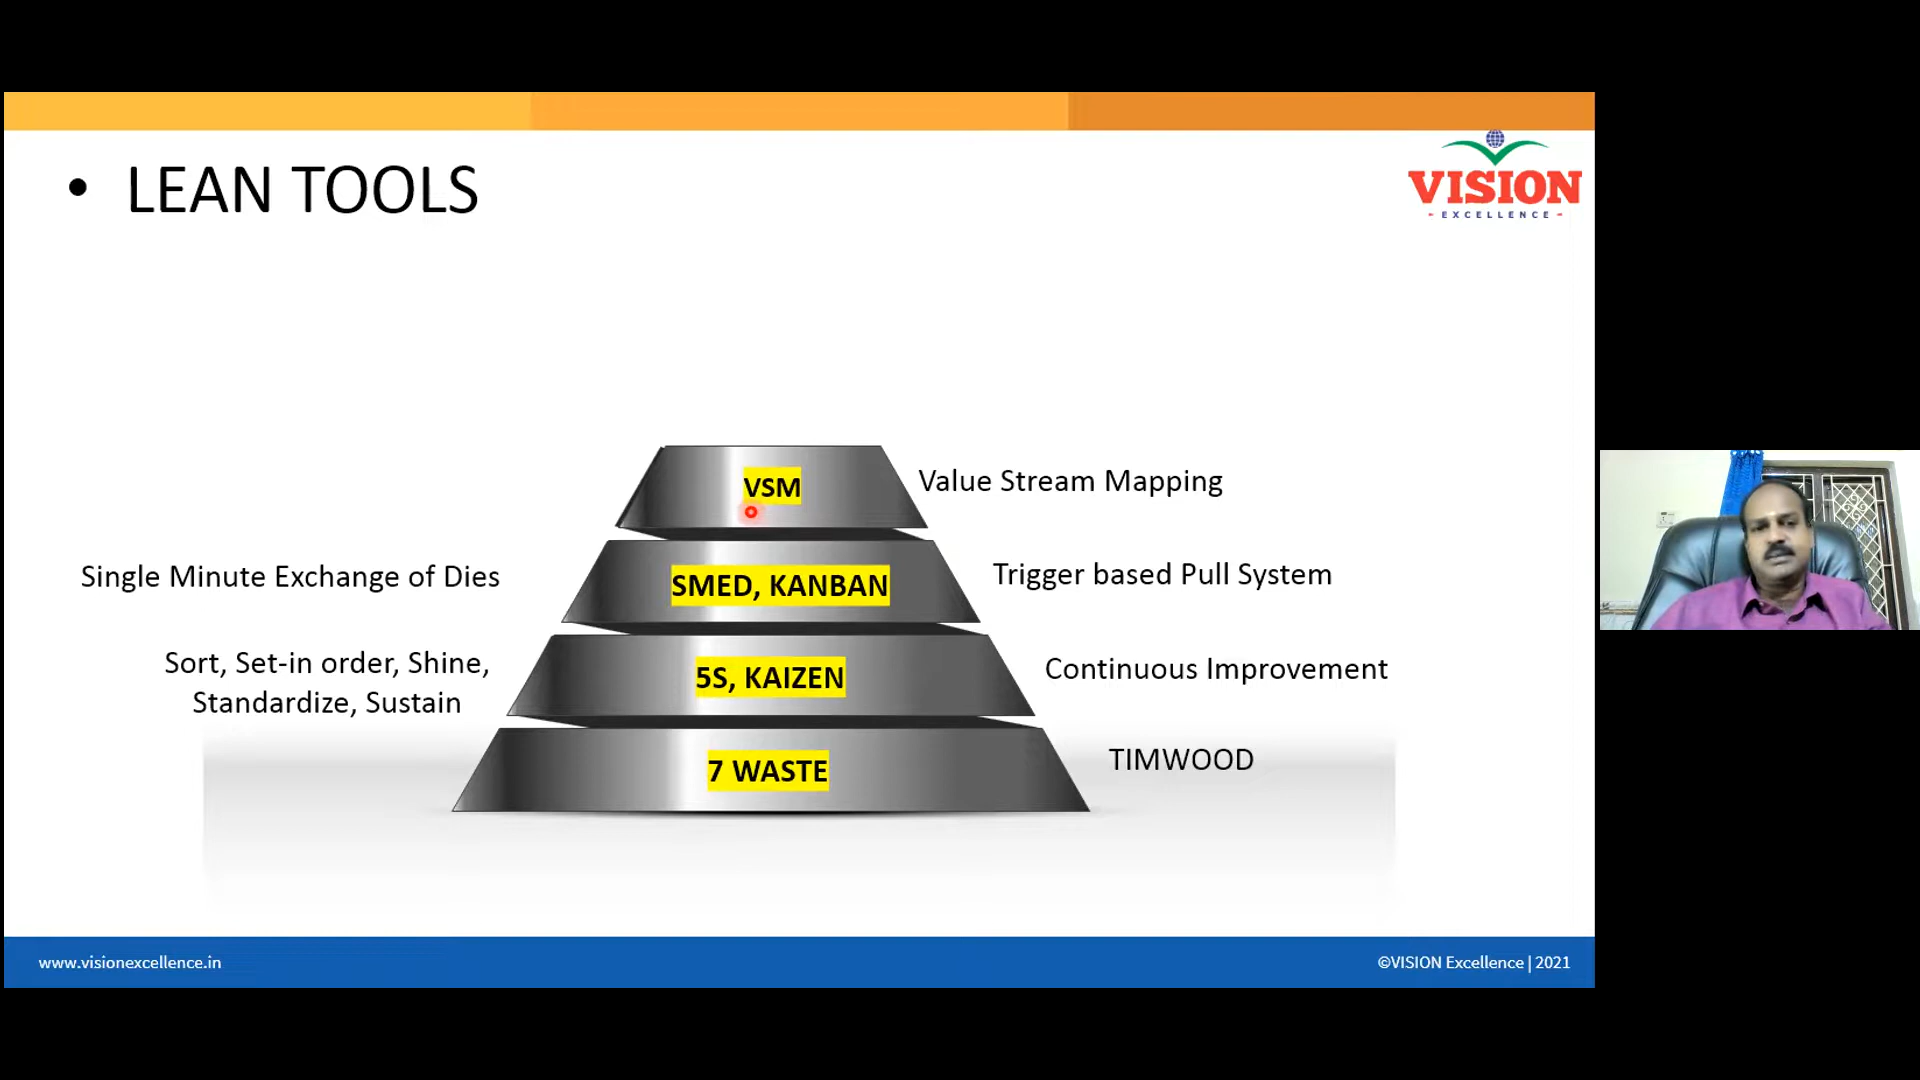 • LEAN TOOLS
VISION
- EXCELLENCE -
VSM
Value Stream Mapping
Single Minute Exchange of Dies
SMED, KANBAN
Trigger based Pull System
Sort, Set-in order, Shine,
Standardize, Sustain
5S, KAIZEN
Continuous Improvement
7 WASTE
TIMWOOD
www.visionexcellence.in
©VISION Excellence | 2021